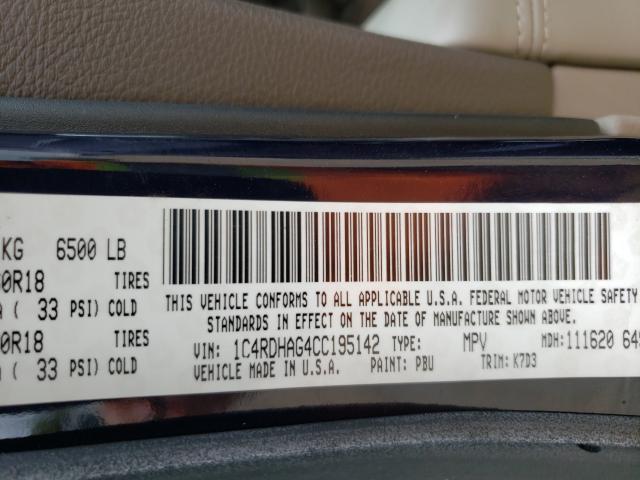 KG 6500 LB
0R18 TIRES
( 33 PSI) COLD
0R18 TIRES
( 33 PSI) COLD
THIS VEHICLE CONFORMS TO ALL APPLICABLE U.S.A. FEDERAL MOTOR VEHICLE SAFETY
STANDARDS IN EFFECT ON THE DATE OF MANUFACTURE SHOWN ABOVE.
VIN: 1C4RDHAG4CC195142 TYPE: MPV MDH:111620 64
VEHICLE MADE IN U.S.A. PAINT: PBU TRIM: K7D3